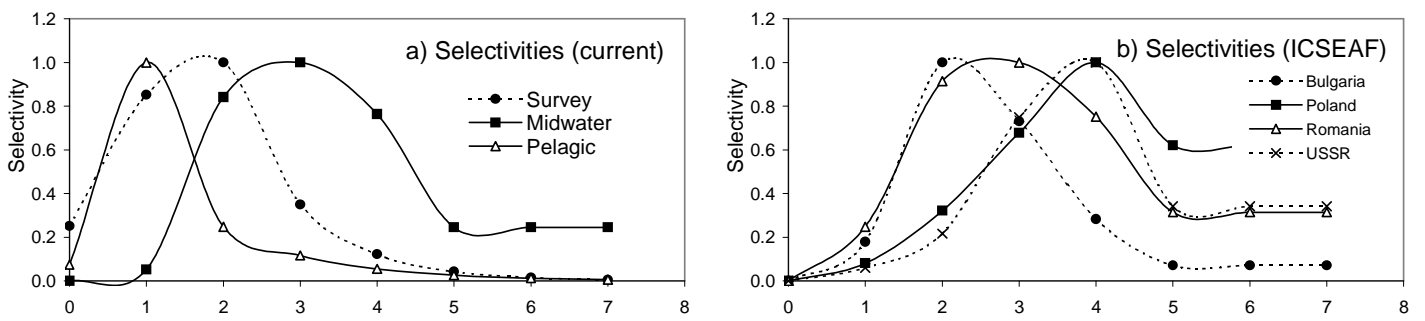 a) Selectivities (current)
Selectivity
1.2
1.0
0.8
0.6
0.4
0.2
0.0
Survey
Midwater
Pelagic
0 1 2 3 4 5 6 7 8
b) Selectivities (ICSEAF)
Selectivity
1.2
1.0
0.8
0.6
0.4
0.2
0.0
Bulgaria
Poland
Romania
USSR
0 1 2 3 4 5 6 7 8